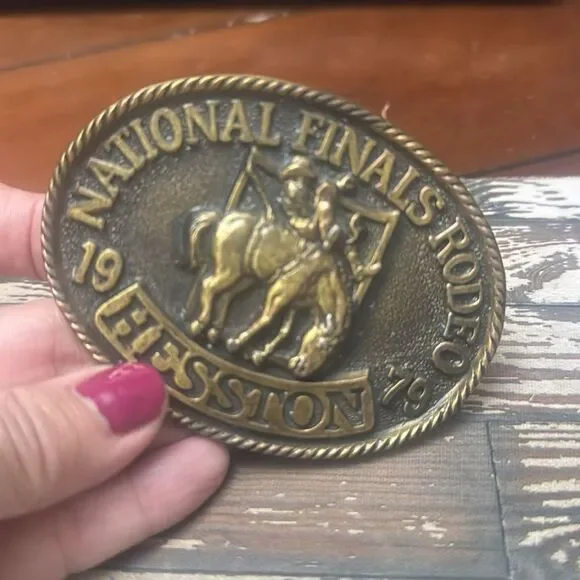 NATIONAL FINALS RODEO
19 79
HESSTON